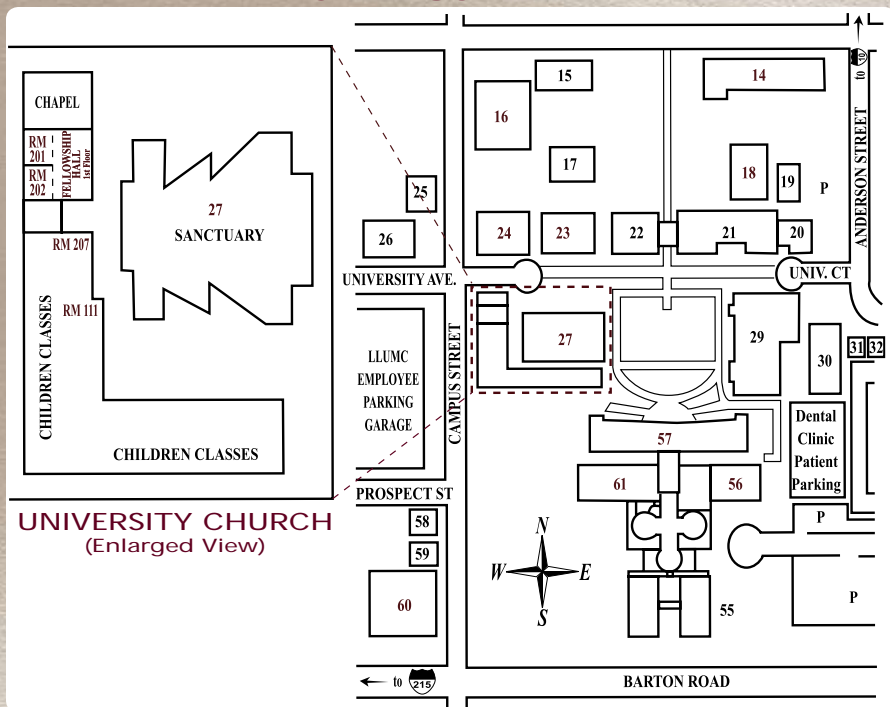 CHAPEL
RM
201
RM
202
FELLOWSHIP
HALL
1st Floor
27
SANCTUARY
RM 207
RM 111
CHILDREN CLASSES
CHILDREN CLASSES
UNIVERSITY CHURCH
(Enlarged View)
15
14
to
10
16
17
18
19
P
ANDERSON STREET
25
26
24
23
22
21
20
UNIVERSITY AVE.
UNIV. CT
27
29
30
31
32
LLUMC
EMPLOYEE
PARKING
GARAGE
CAMPUS STREET
57
Dental
Clinic
Patient
Parking
61
56
PROSPECT ST
58
59
60
P
N
W
E
S
55
P
to
215
BARTON ROAD